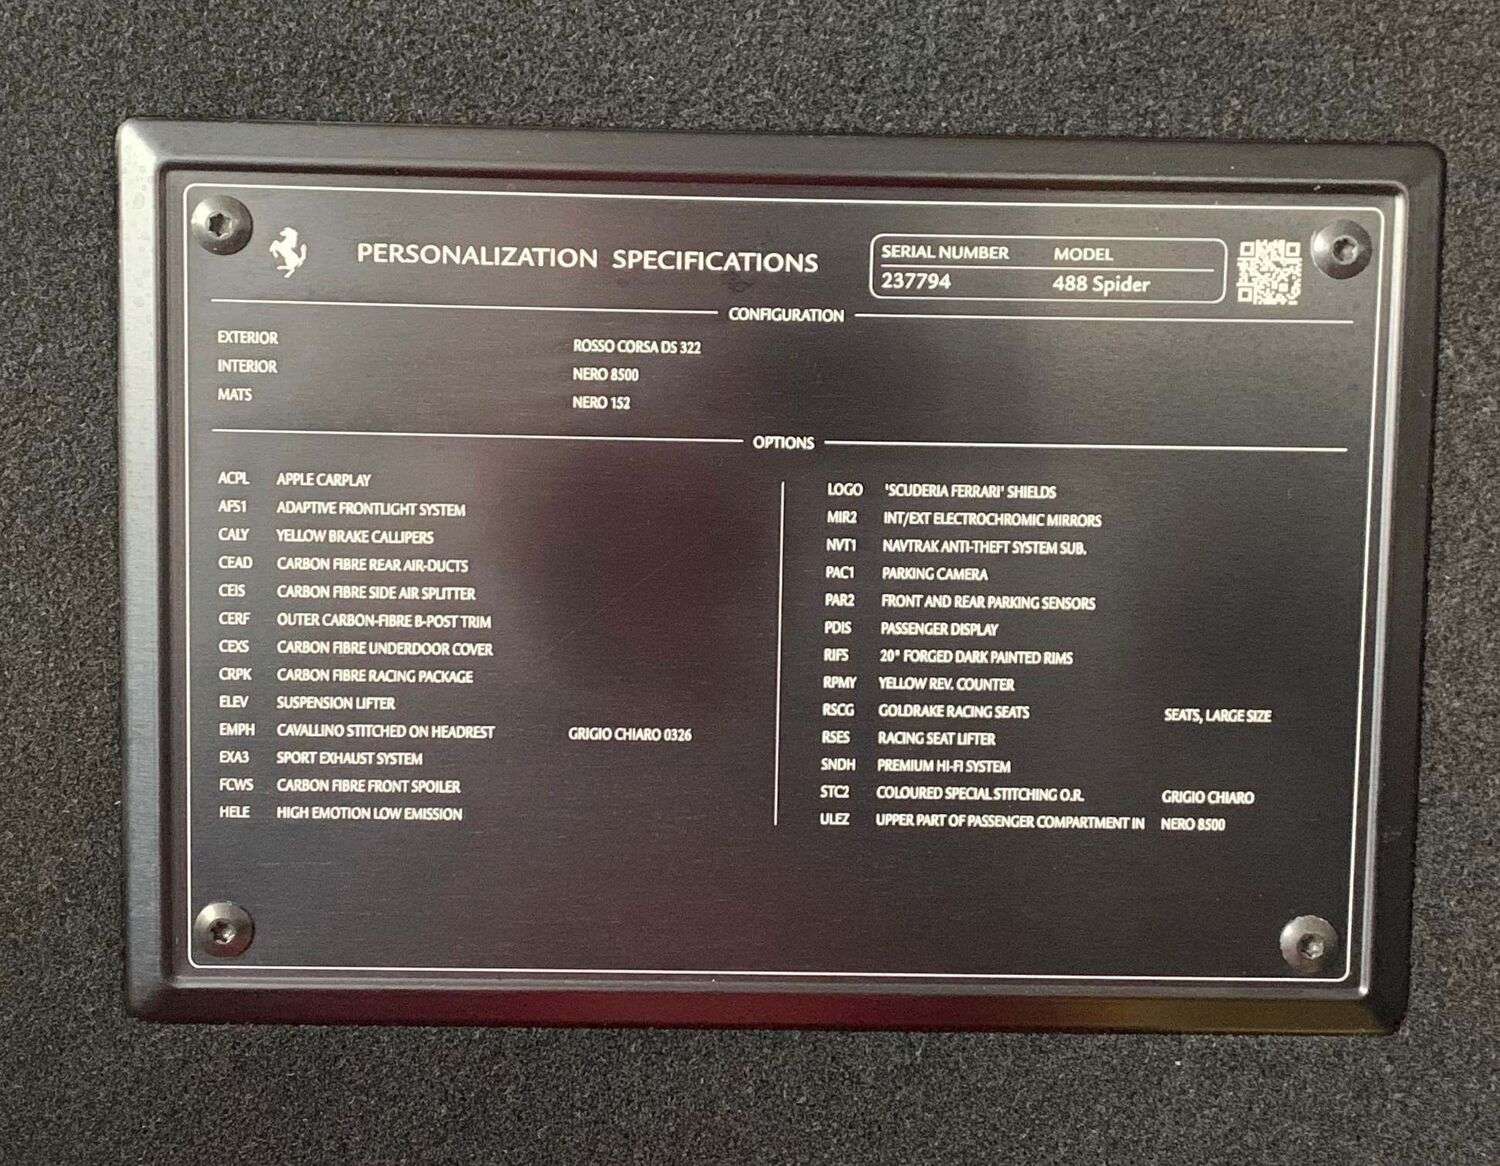 PERSONALIZATION SPECIFICATIONS
SERIAL NUMBER MODEL
237794 488 Spider
CONFIGURATION
EXTERIOR ROSSO CORSA DS 322
INTERIOR NERO 8500
MATS NERO 152
OPTIONS
ACPL APPLE CARPLAY
AFS1 ADAPTIVE FRONTLIGHT SYSTEM
CALY YELLOW BRAKE CALLIPERS
CEAD CARBON FIBRE REAR AIR-DUCTS
CEIS CARBON FIBRE SIDE AIR SPLITTER
CERF OUTER CARBON-FIBRE B-POST TRIM
CEXS CARBON FIBRE UNDERDOOR COVER
CRPK CARBON FIBRE RACING PACKAGE
ELEV SUSPENSION LIFTER
EMPH CAVALLINO STITCHED ON HEADREST GRIGIO CHIARO 0326
EXA3 SPORT EXHAUST SYSTEM
FCWS CARBON FIBRE FRONT SPOILER
HELE HIGH EMOTION LOW EMISSION
LOGO 'SCUDERIA FERRARI' SHIELDS
MIR2 INT/EXT ELECTROCHROMIC MIRRORS
NVT1 NAVTRAK ANTI-THEFT SYSTEM SUB.
PAC1 PARKING CAMERA
PAR2 FRONT AND REAR PARKING SENSORS
PDIS PASSENGER DISPLAY
RIFS 20" FORGED DARK PAINTED RIMS
RPMY YELLOW REV. COUNTER
RSCG GOLDRAKE RACING SEATS SEATS, LARGE SIZE
RSES RACING SEAT LIFTER
SNDH PREMIUM HI-FI SYSTEM
STC2 COLOURED SPECIAL STITCHING O.R. GRIGIO CHIARO
ULEZ UPPER PART OF PASSENGER COMPARTMENT IN NERO 8500